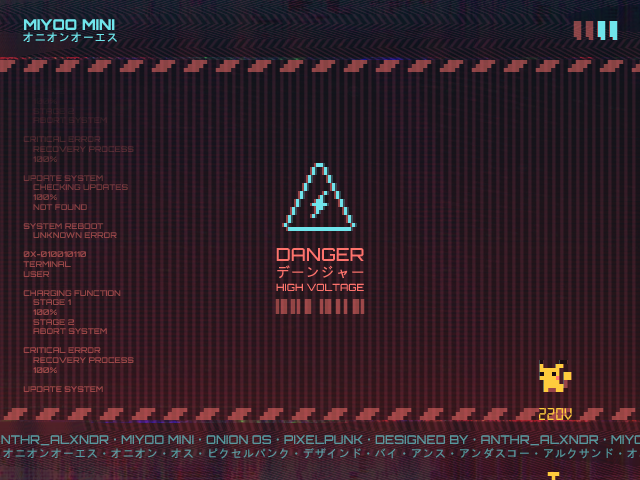 MIYOO MINI
オニオンオーエス
ABORT SYSTEM
CRITICAL ERROR
RECOVERY PROCESS
100%
UPDATE SYSTEM
CHECKING UPDATES
100%
NOT FOUND
SYSTEM REBOOT
UNKNOWN ERROR
0X-010010110
TERMINAL
USER
CHARGING FUNCTION
STAGE 1
100%
STAGE 2
ABORT SYSTEM
CRITICAL ERROR
RECOVERY PROCESS
100%
UPDATE SYSTEM
DANGER
デーンジャー
HIGH VOLTAGE
220V
NTHR_ALXNDR · MIYOO MINI · ONION OS · PIXELPUNK · DESIGNED BY · ANTHR_ALXNDR · MIYO
オニオンオーエス・オニオン・オス・ピクセルパンク・デザインド・バイ・アンス・アンダスコー・アルクサンド・オ